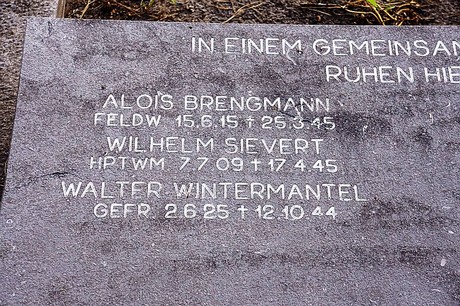 IN EINEM GEMEINSAM
RUHEN HIE
ALOIS BRENGMANN
FELDW. 15.6.15 ✝ 25.3.45
WILHELM SIEVERT
HPTWM. 7.7.09 ✝ 17.4.45
WALTER WINTERMANTEL
GEFR. 2.6.25 ✝ 12.10.44